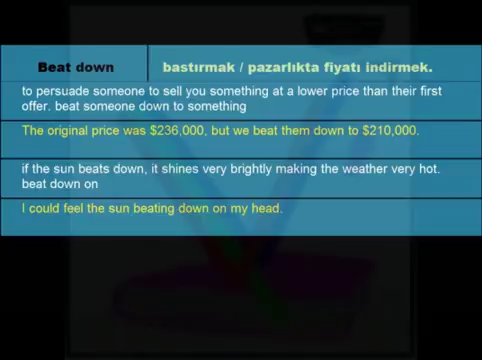 Beat down
bastırmak / pazarlıkta fiyatı indirmek.
to persuade someone to sell you something at a lower price than their first
offer. beat someone down to something
The original price was $236,000, but we beat them down to $210,000.
if the sun beats down, it shines very brightly making the weather very hot.
beat down on
I could feel the sun beating down on my head.